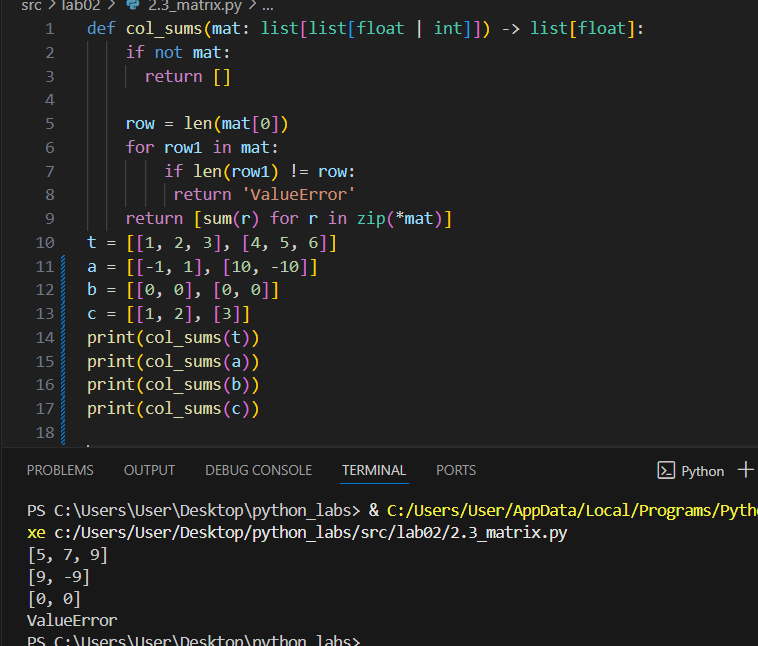 src > lab02 > 2.3_matrix.py > ...
1 def col_sums(mat: list[list[float | int]]) -> list[float]:
2     if not mat:
3       return []
4
5     row = len(mat[0])
6     for row1 in mat:
7         if len(row1) != row:
8          return 'ValueError'
9     return [sum(r) for r in zip(*mat)]
10 t = [[1, 2, 3], [4, 5, 6]]
11 a = [[-1, 1], [10, -10]]
12 b = [[0, 0], [0, 0]]
13 c = [[1, 2], [3]]
14 print(col_sums(t))
15 print(col_sums(a))
16 print(col_sums(b))
17 print(col_sums(c))
18
PROBLEMS OUTPUT DEBUG CONSOLE TERMINAL PORTS Python +
PS C:\Users\User\Desktop\python_labs> & C:/Users/User/AppData/Local/Programs/Pyth
xe c:/Users/User/Desktop/python_labs/src/lab02/2.3_matrix.py
[5, 7, 9]
[9, -9]
[0, 0]
ValueError
PS C:\Users\User\Desktop\python_labs>